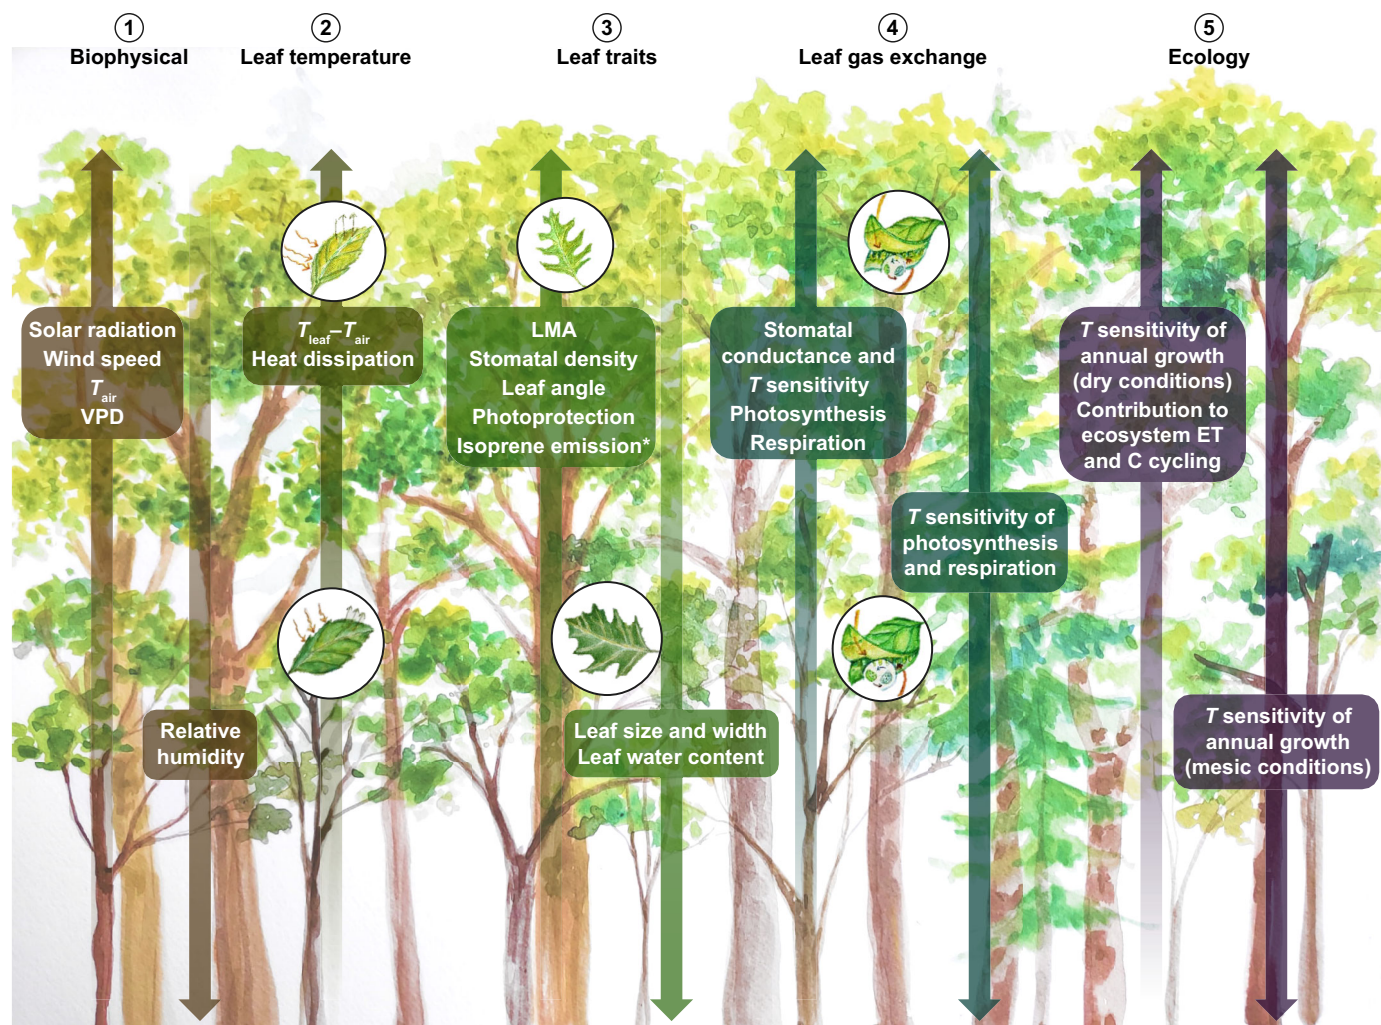 1
Biophysical
2
Leaf temperature
3
Leaf traits
4
Leaf gas exchange
5
Ecology
Solar radiation
Wind speed
Tair
VPD
Relative
humidity
Tleaf–Tair
Heat dissipation
LMA
Stomatal density
Leaf angle
Photoprotection
Isoprene emission*
Leaf size and width
Leaf water content
Stomatal
conductance and
T sensitivity
Photosynthesis
Respiration
T sensitivity of
photosynthesis
and respiration
T sensitivity of
annual growth
(dry conditions)
Contribution to
ecosystem ET
and C cycling
T sensitivity of
annual growth
(mesic conditions)